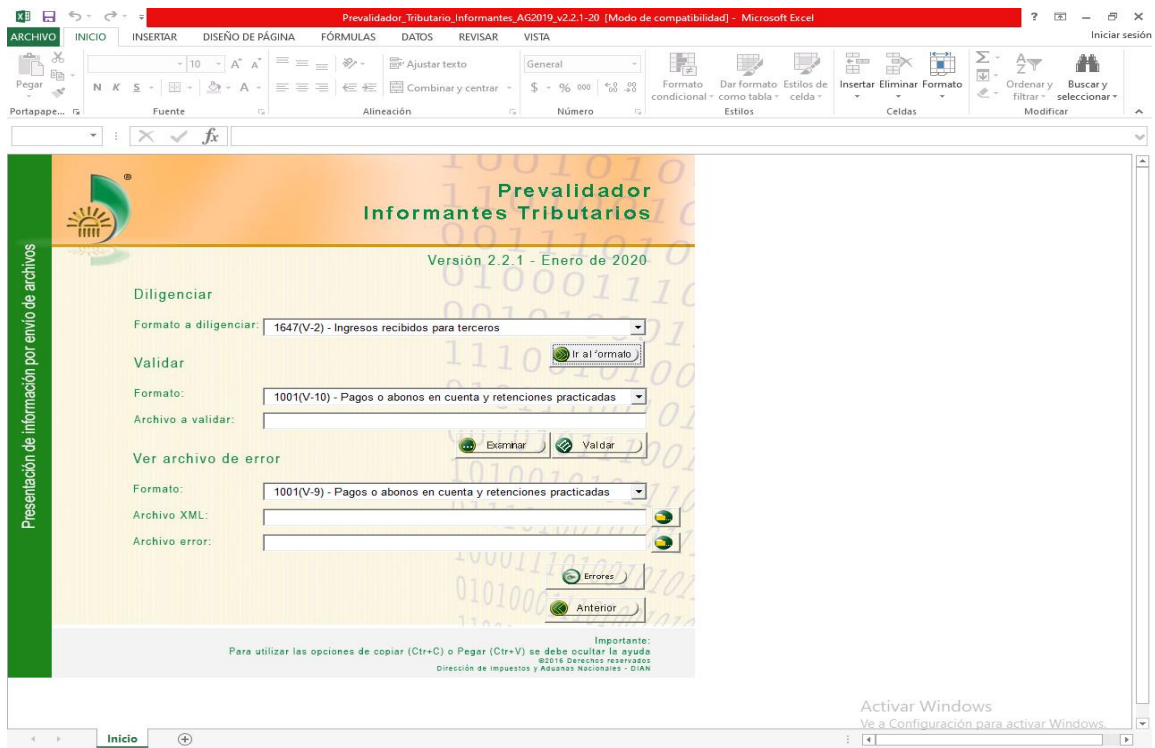 Prevalidador_Tributario_Informantes_AG2019_v2.2.1-20 [Modo de compatibilidad] - Microsoft Excel
?
ARCHIVO INICIO INSERTAR DISEÑO DE PÁGINA FÓRMULAS DATOS REVISAR VISTA Iniciar sesión
Pegar
10 A A Ajustar texto General
N K S A Combinar y centrar $ % 000
Formato condicional Dar formato como tabla Estilos de celda
Insertar Eliminar Formato
Ordenar y filtrar Buscar y seleccionar
Portapape... Fuente Alineación Número Estilos Celdas Modificar
fx
Presentación de información por envío de archivos
®
Prevalidador
Informantes Tributarios
Versión 2.2.1 - Enero de 2020
Diligenciar
Formato a diligenciar: 1647(V-2) - Ingresos recibidos para terceros
Ir al formato
Validar
Formato: 1001(V-10) - Pagos o abonos en cuenta y retenciones practicadas
Archivo a validar:
Examinar Validar
Ver archivo de error
Formato: 1001(V-9) - Pagos o abonos en cuenta y retenciones practicadas
Archivo XML:
Archivo error:
Errores
Anterior
Importante:
Para utilizar las opciones de copiar (Ctr+C) o Pegar (Ctr+V) se debe ocultar la ayuda
©2016 Derechos reservados
Dirección de Impuestos y Aduanas Nacionales - DIAN
Activar Windows
Ve a Configuración para activar Windows.
Inicio